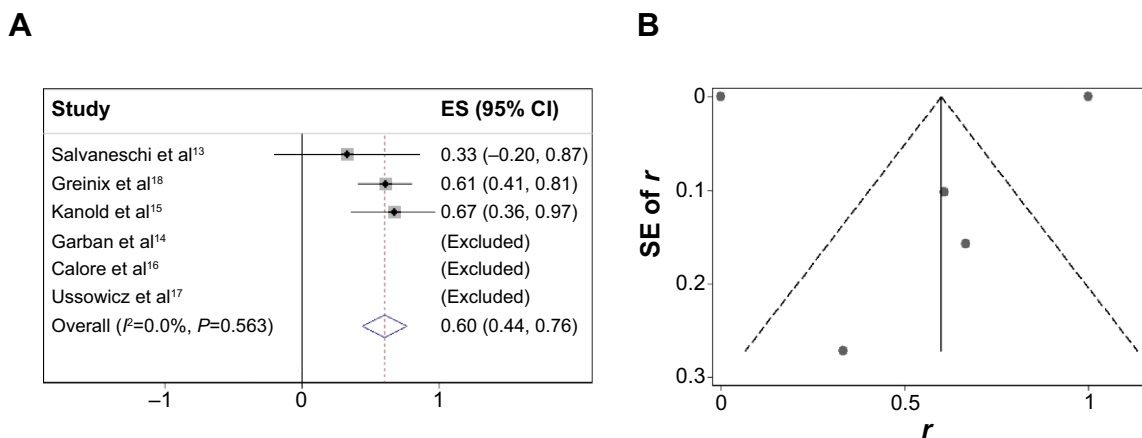 A
Study ES (95% CI)
Salvaneschi et al¹³ 0.33 (–0.20, 0.87)
Greinix et al¹⁸ 0.61 (0.41, 0.81)
Kanold et al¹⁵ 0.67 (0.36, 0.97)
Garban et al¹⁴ (Excluded)
Calore et al¹⁶ (Excluded)
Ussowicz et al¹⁷ (Excluded)
Overall (I²=0.0%, P=0.563) 0.60 (0.44, 0.76)
–1 0 1
B
SE of r
0
0.1
0.2
0.3
0 0.5 1
r